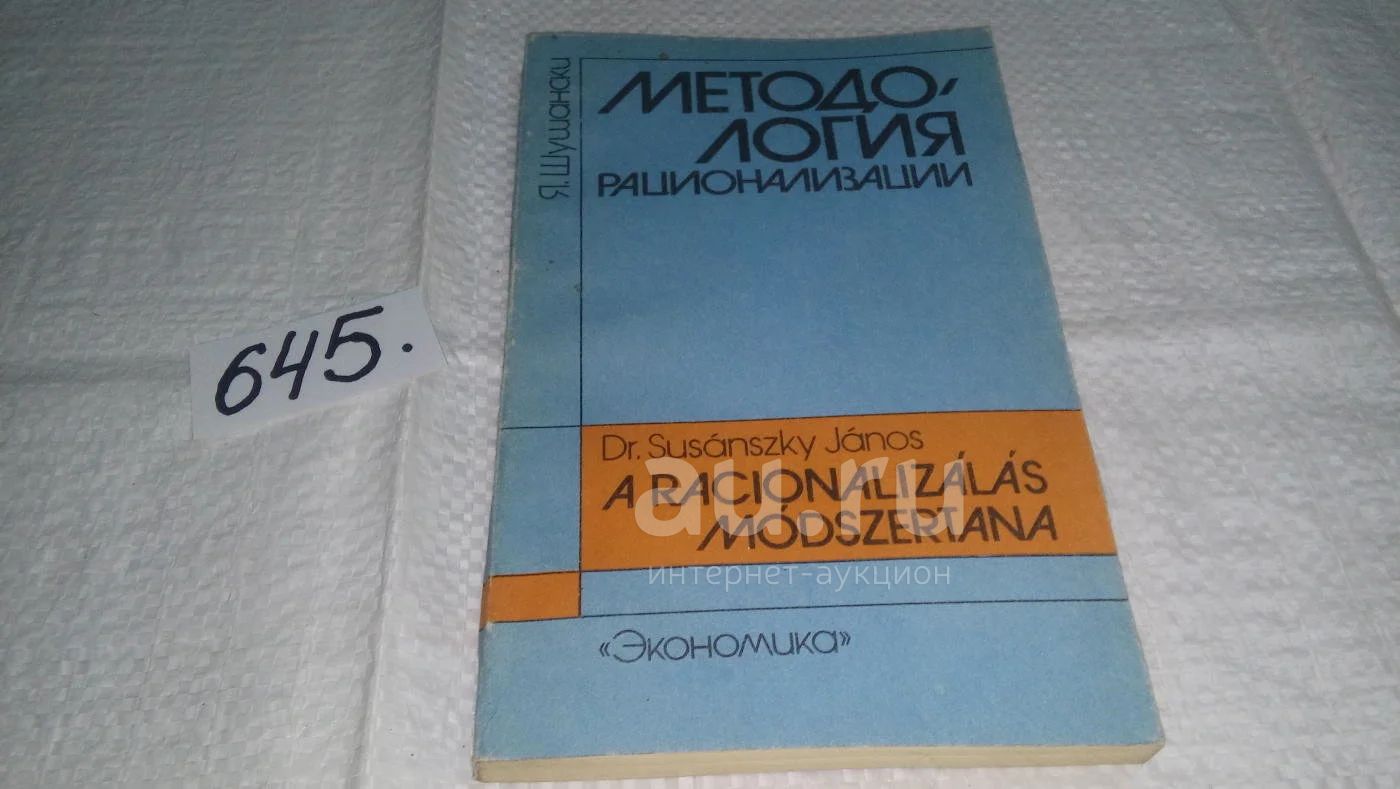 Я. Шушански
МЕТОДО-
ЛОГИЯ
РАЦИОНАЛИЗАЦИИ
645.
Dr. Susánszky János
A RACIONALIZÁLÁS
MÓDSZERTANA
au.ru
интернет-аукцион
«Экономика»